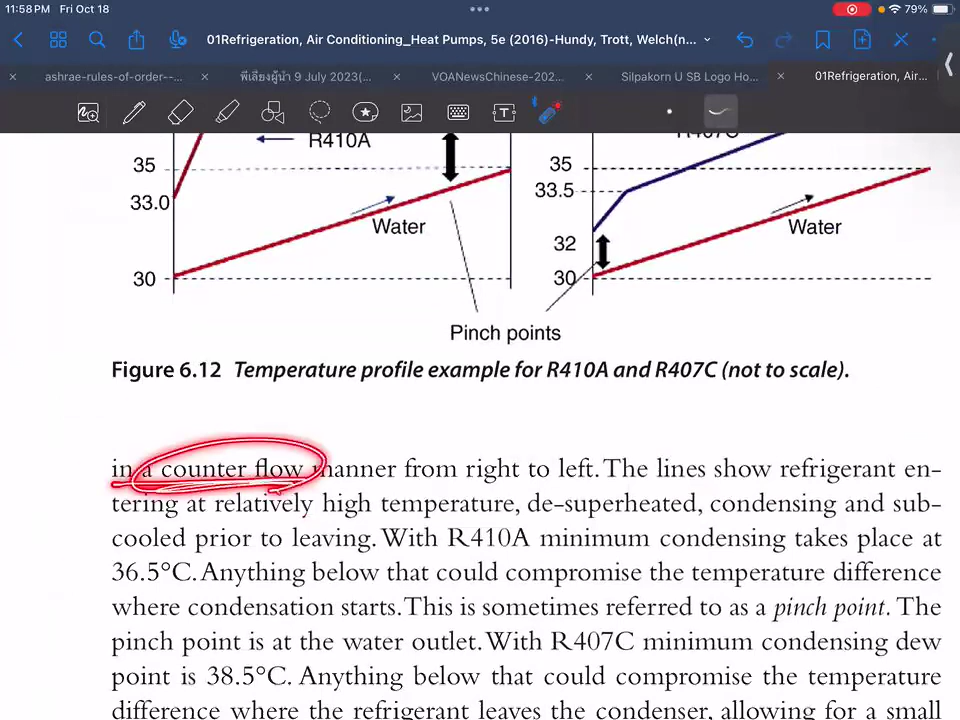 11:58 PM Fri Oct 18
79%
01Refrigeration, Air Conditioning_Heat Pumps, 5e (2016)-Hundy, Trott, Welch(n...
ashrae-rules-of-order--...
พี่เลี้ยงผู้นำ 9 July 2023(...
VOANewsChinese-202...
Silpakorn U SB Logo Ho...
01Refrigeration, Air...
R410A
R407C
35
35
33.0
33.5
Water
Water
32
30
30
Pinch points
Figure 6.12 Temperature profile example for R410A and R407C (not to scale).
in a counter flow manner from right to left. The lines show refrigerant en-
tering at relatively high temperature, de-superheated, condensing and sub-
cooled prior to leaving. With R410A minimum condensing takes place at
36.5°C. Anything below that could compromise the temperature difference
where condensation starts. This is sometimes referred to as a pinch point. The
pinch point is at the water outlet. With R407C minimum condensing dew
point is 38.5°C. Anything below that could compromise the temperature
difference where the refrigerant leaves the condenser, allowing for a small